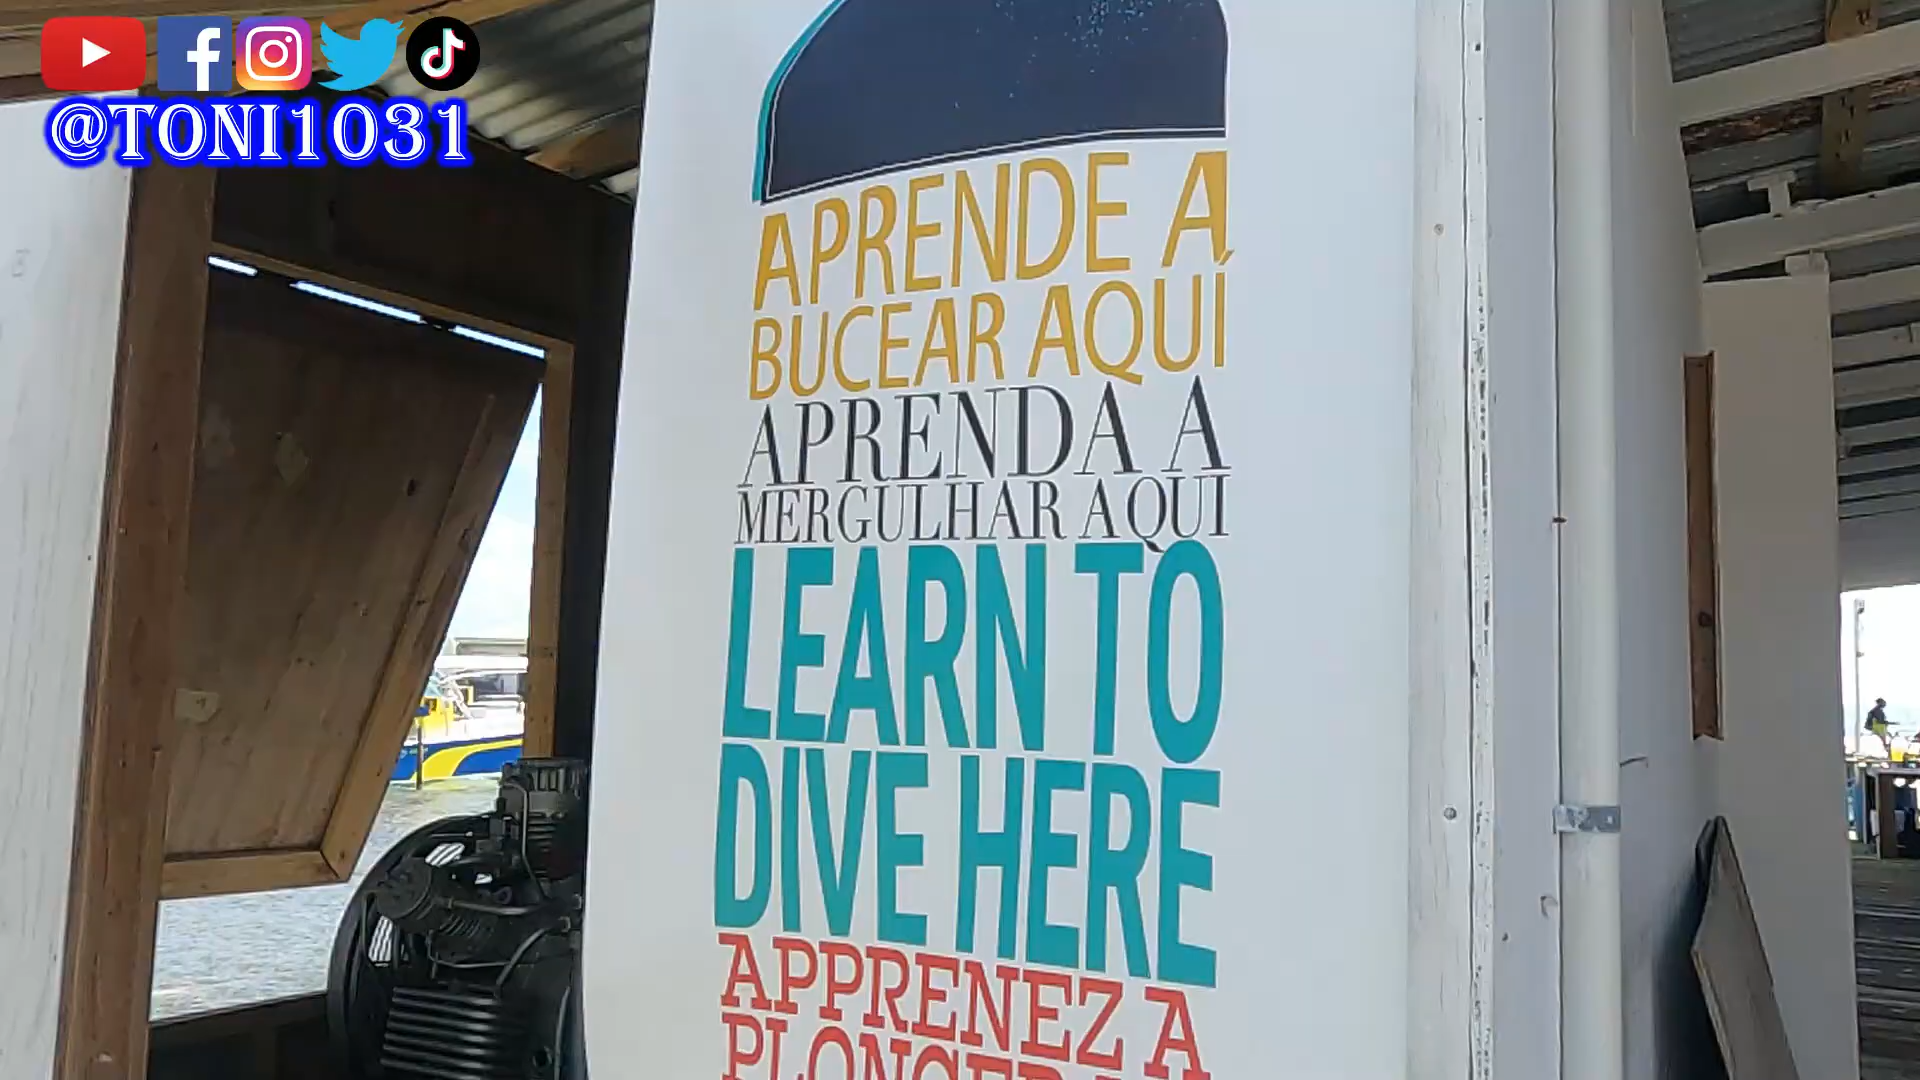 @TONI1031
APRENDE A
BUCEAR AQUÍ
APRENDA A
MERGULHAR AQUI
LEARN TO
DIVE HERE
APPRENEZ A